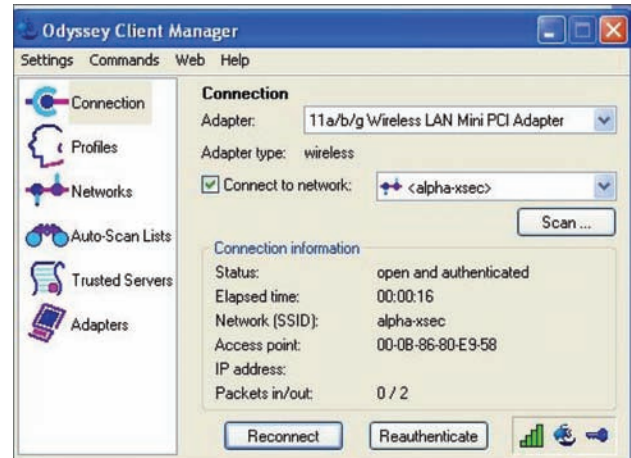 Odyssey Client Manager
Settings Commands Web Help
Connection
Profiles
Networks
Auto-Scan Lists
Trusted Servers
Adapters
Connection
Adapter: 11a/b/g Wireless LAN Mini PCI Adapter
Adapter type: wireless
Connect to network: <alpha-xsec>
Scan ...
Connection information
Status: open and authenticated
Elapsed time: 00:00:16
Network (SSID): alpha-xsec
Access point: 00-0B-86-80-E9-58
IP address:
Packets in/out: 0 / 2
Reconnect Reauthenticate